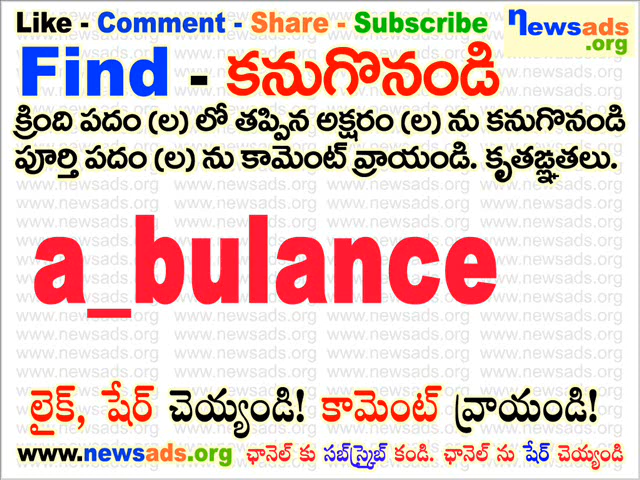 Like - Comment - Share - Subscribe
newsads
.org
Find - కనుగొనండి
క్రింది పదం (ల) లో తప్పిన అక్షరం (ల) ను కనుగొనండి
పూర్తి పదం (ల) ను కామెంట్ వ్రాయండి. కృతజ్ఞతలు.
a_bulance
లైక్, షేర్ చెయ్యండి! కామెంట్ వ్రాయండి!
www.newsads.org ఛానెల్ కు సబ్‌స్క్రైబ్ కండి. ఛానెల్ ను షేర్ చెయ్యండి